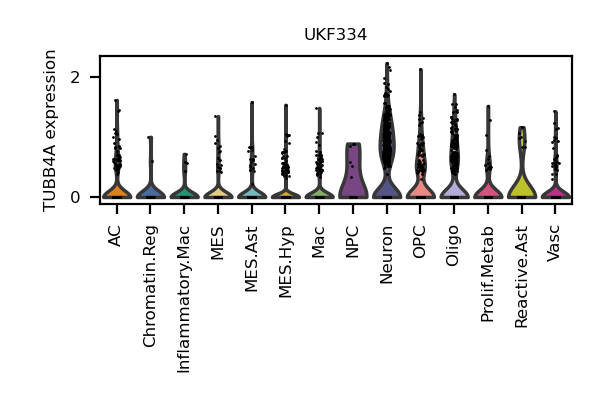 UKF334
TUBB4A expression
2
0
AC
Chromatin.Reg
Inflammatory.Mac
MES
MES.Ast
MES.Hyp
Mac
NPC
Neuron
OPC
Oligo
Prolif.Metab
Reactive.Ast
Vasc